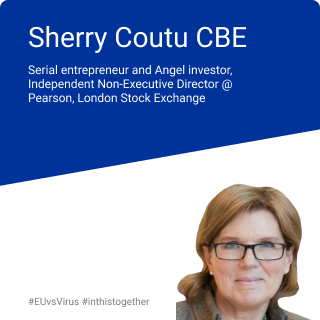 Sherry Coutu CBE
Serial entrepreneur and Angel investor,
Independent Non-Executive Director @
Pearson, London Stock Exchange
#EUvsVirus #inthistogether